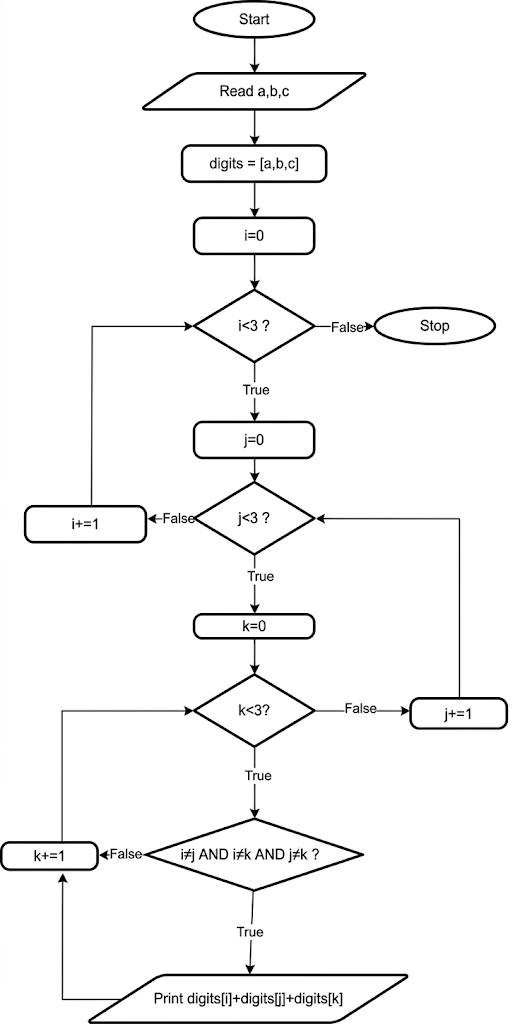 Start
Read a,b,c
digits = [a,b,c]
i=0
i<3 ?
False
Stop
True
j=0
i+=1
False
j<3 ?
True
k=0
k<3?
False
j+=1
True
k+=1
False
i≠j AND i≠k AND j≠k ?
True
Print digits[i]+digits[j]+digits[k]